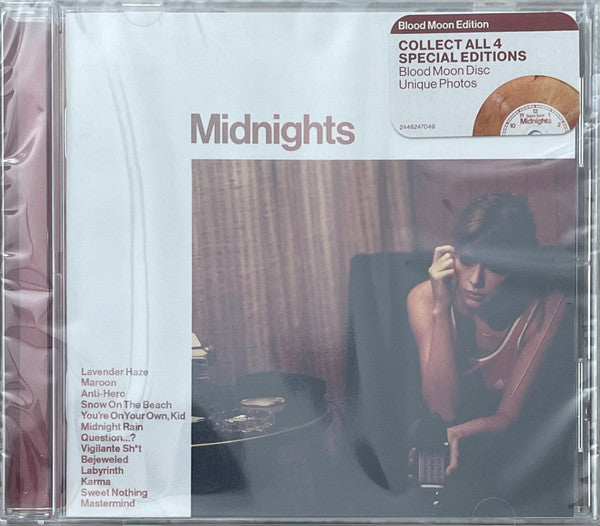 Blood Moon Edition
COLLECT ALL 4
SPECIAL EDITIONS
Blood Moon Disc
Unique Photos
2448247049
Midnights
Midnights
Lavender Haze
Maroon
Anti-Hero
Snow On The Beach
You're On Your Own, Kid
Midnight Rain
Question...?
Vigilante Sh*t
Bejeweled
Labyrinth
Karma
Sweet Nothing
Mastermind